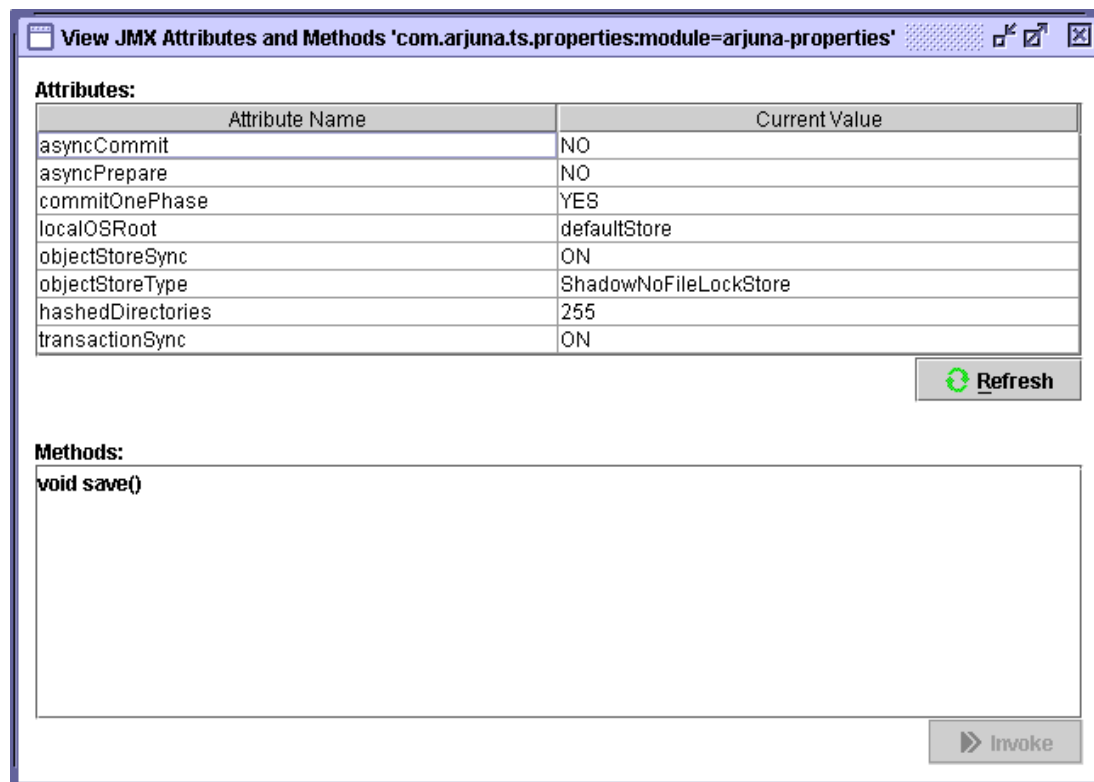 View JMX Attributes and Methods 'com.arjuna.ts.properties:module=arjuna-properties'
Attributes:
Attribute Name Current Value
asyncCommit NO
asyncPrepare NO
commitOnePhase YES
localOSRoot defaultStore
objectStoreSync ON
objectStoreType ShadowNoFileLockStore
hashedDirectories 255
transactionSync ON
Refresh
Methods:
void save()
Invoke